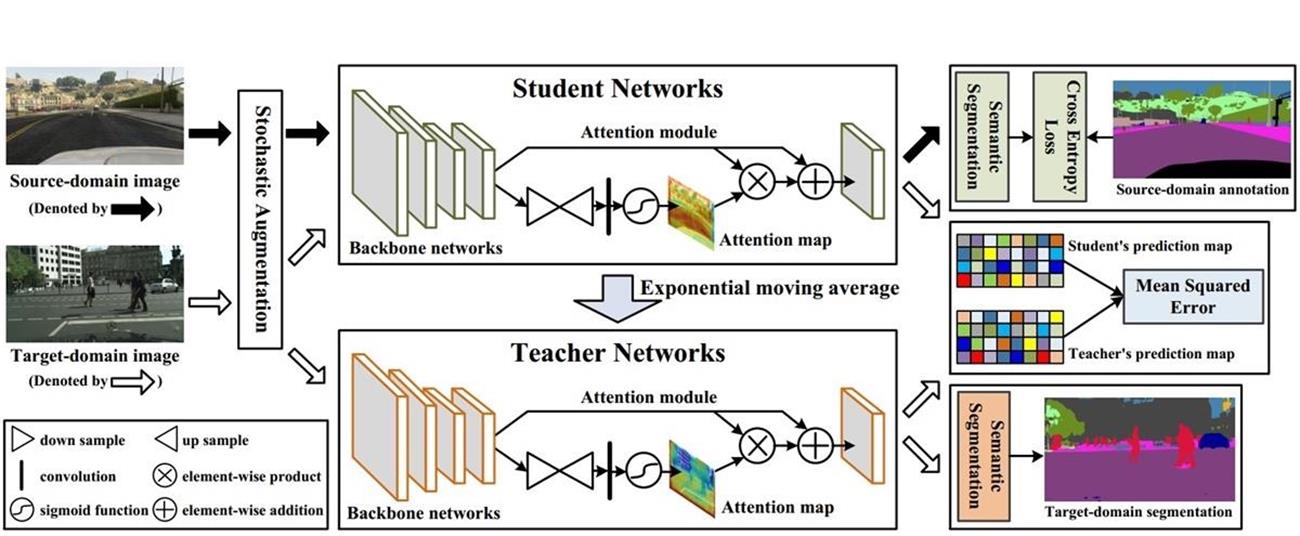 Source-domain image
(Denoted by )
Target-domain image
(Denoted by )
Stochastic Augmentation
Student Networks
Attention module
Backbone networks
Attention map
Exponential moving average
Teacher Networks
Attention module
Backbone networks
Attention map
Semantic
Segmentation
Cross Entropy
Loss
Source-domain annotation
Student's prediction map
Mean Squared
Error
Teacher's prediction map
Semantic
Segmentation
Target-domain segmentation
down sample
up sample
convolution
element-wise product
sigmoid function
element-wise addition